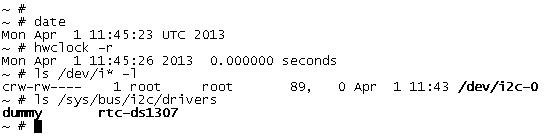 ~ #
~ # date
Mon Apr  1 11:45:23 UTC 2013
~ # hwclock -r
Mon Apr  1 11:45:26 2013  0.000000 seconds
~ # ls /dev/i* -l
crw-rw----    1 root     root       89,   0 Apr  1 11:43 /dev/i2c-0
~ # ls /sys/bus/i2c/drivers
dummy       rtc-ds1307
~ #